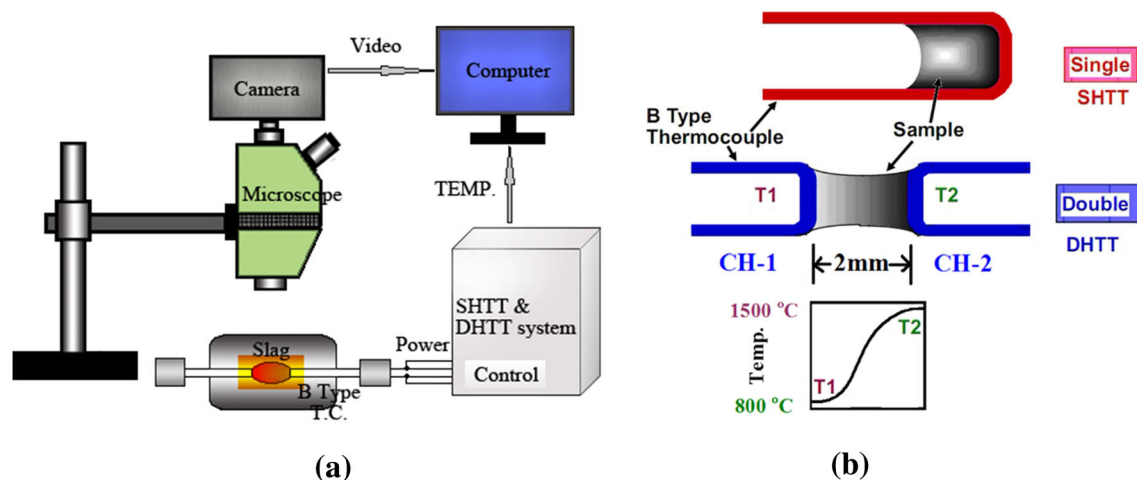 Video
Camera
Computer
Microscope
TEMP.
SHTT &
DHTT system
Slag
Power
Control
B Type
T.C.
(a)
Single
SHTT
B Type
Thermocouple
Sample
T1
T2
Double
DHTT
CH-1
2mm
CH-2
1500 °C
T2
Temp.
T1
800 °C
(b)